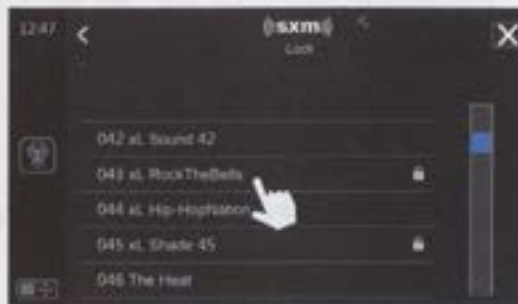 12:47
sxm
Lock
042 xL Sound 42
043 xL RockTheBells
044 xL Hip-HopNation
045 xL Shade 45
046 The Heat